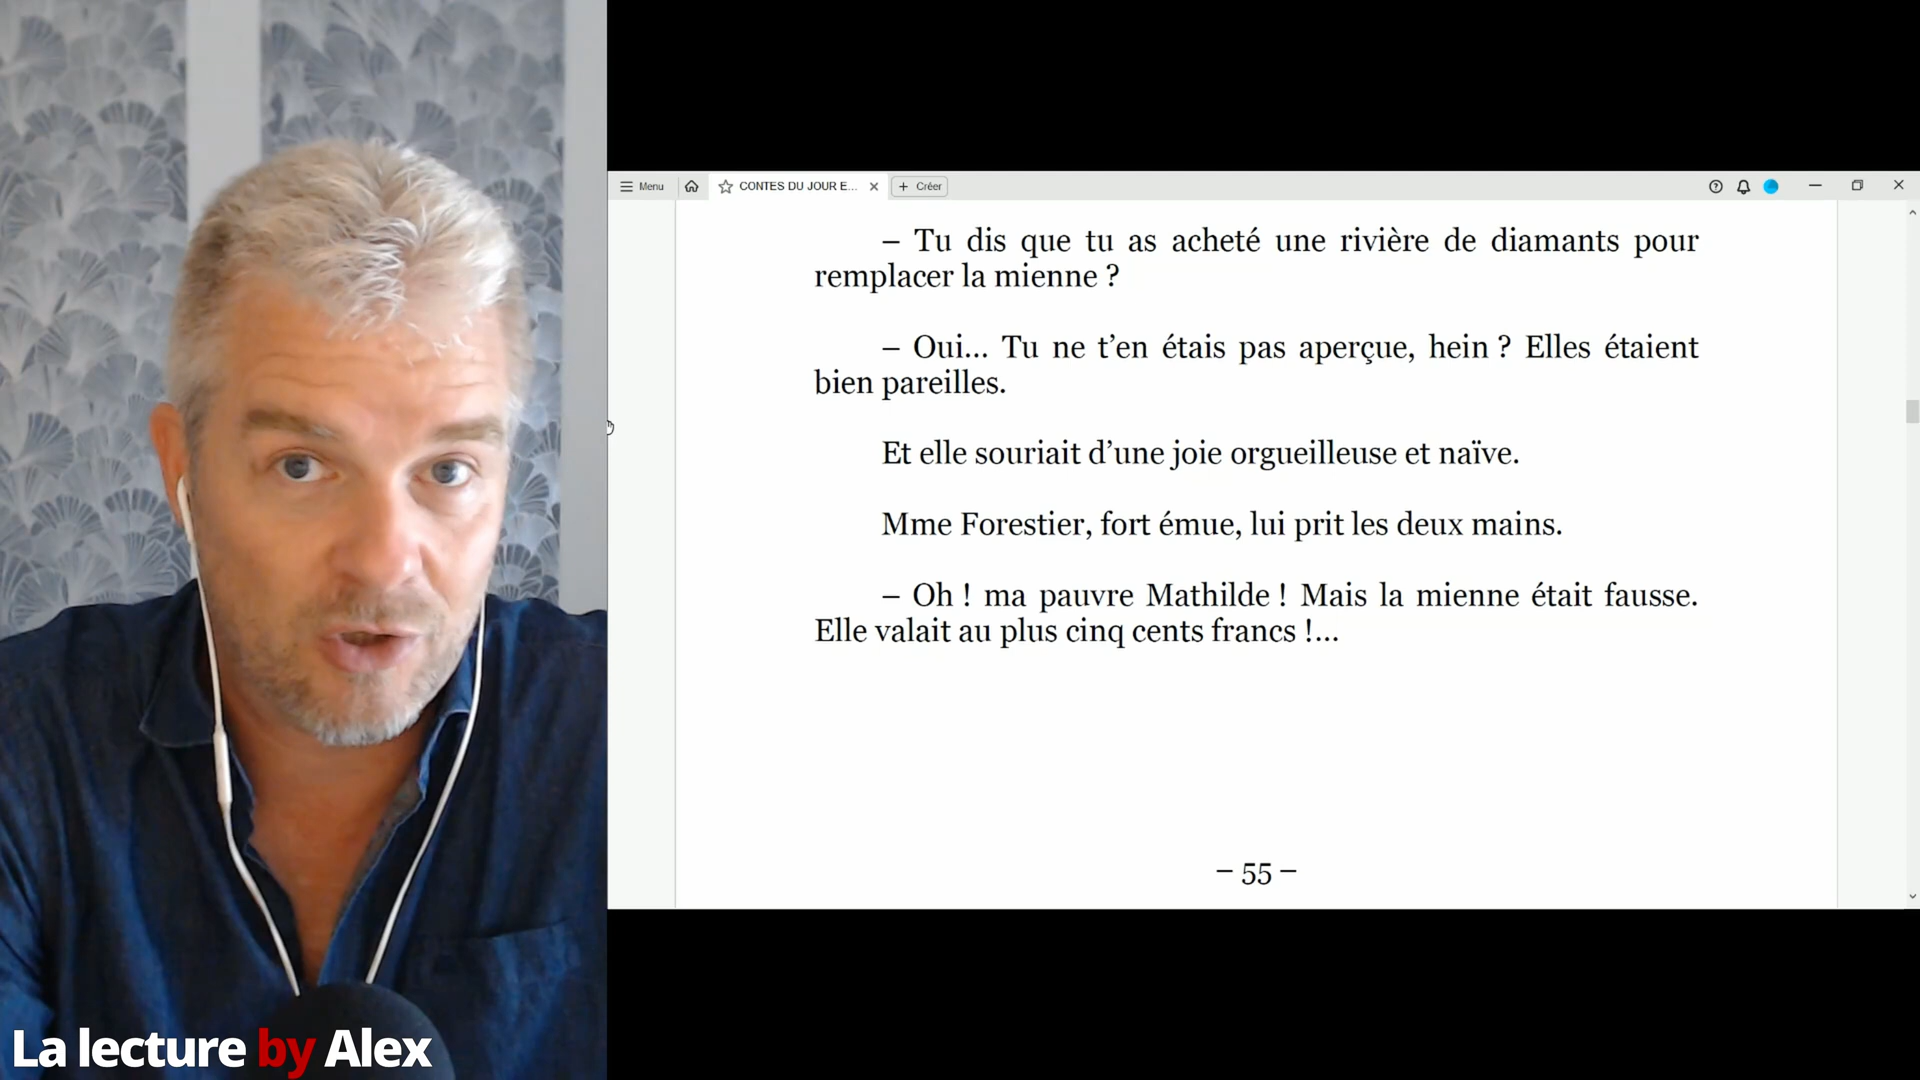 Menu
CONTES DU JOUR E...
Créer
– Tu dis que tu as acheté une rivière de diamants pour
remplacer la mienne ?
– Oui... Tu ne t’en étais pas aperçue, hein ? Elles étaient
bien pareilles.
Et elle souriait d’une joie orgueilleuse et naïve.
Mme Forestier, fort émue, lui prit les deux mains.
– Oh ! ma pauvre Mathilde ! Mais la mienne était fausse.
Elle valait au plus cinq cents francs !...
– 55 –
La lecture by Alex